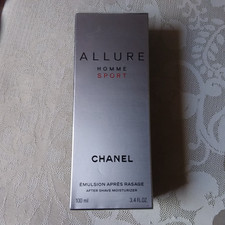 ALLURE
HOMME
SPORT
CHANEL
EMULSION APRÈS RASAGE
AFTER SHAVE MOISTURIZER
100 ml 3.4 FL.OZ